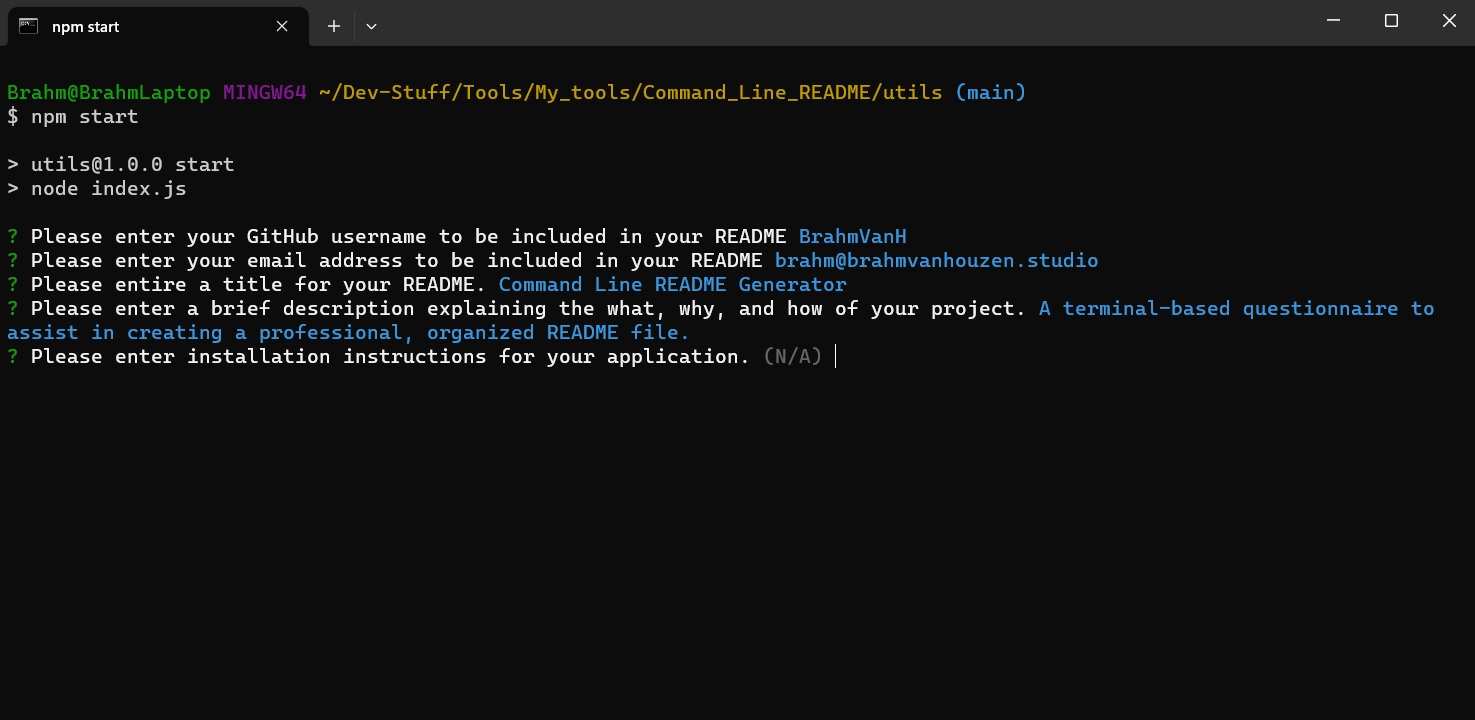 npm start
Brahm@BrahmLaptop MINGW64 ~/Dev-Stuff/Tools/My_tools/Command_Line_README/utils (main)
$ npm start
> utils@1.0.0 start
> node index.js
? Please enter your GitHub username to be included in your README BrahmVanH
? Please enter your email address to be included in your README brahm@brahmvanhouzen.studio
? Please entire a title for your README. Command Line README Generator
? Please enter a brief description explaining the what, why, and how of your project. A terminal-based questionnaire to
assist in creating a professional, organized README file.
? Please enter installation instructions for your application. (N/A)